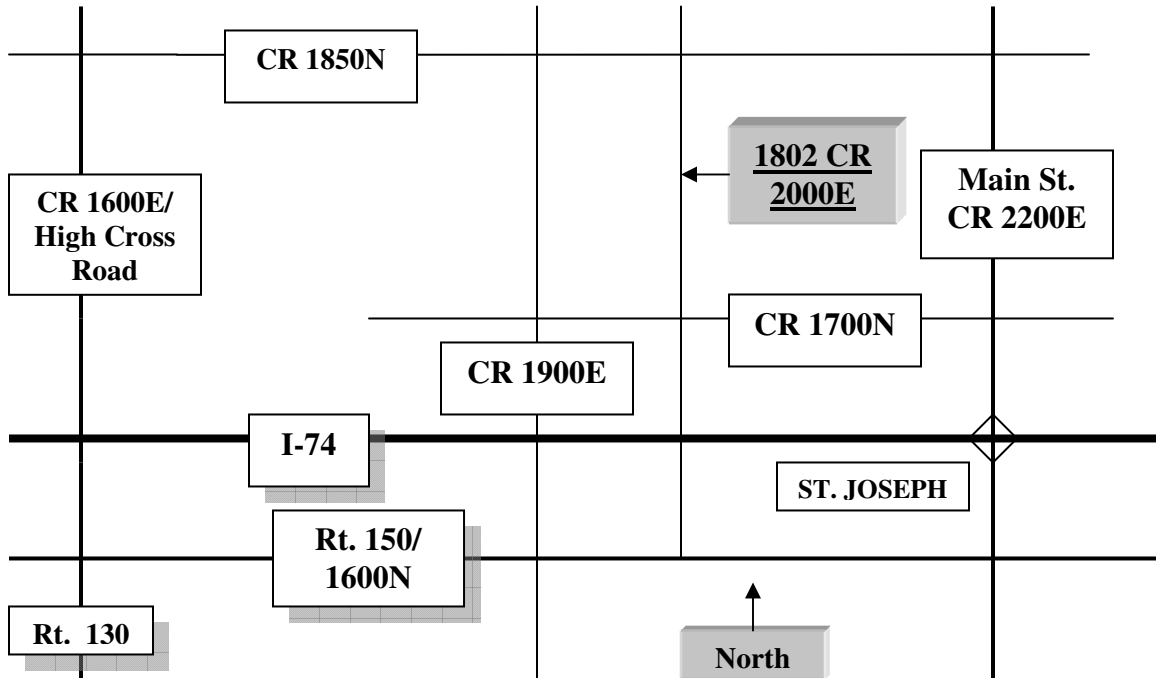 CR 1850N
1802 CR
2000E
CR 1600E/
High Cross
Road
Main St.
CR 2200E
CR 1700N
CR 1900E
I-74
ST. JOSEPH
Rt. 150/
1600N
Rt. 130
North